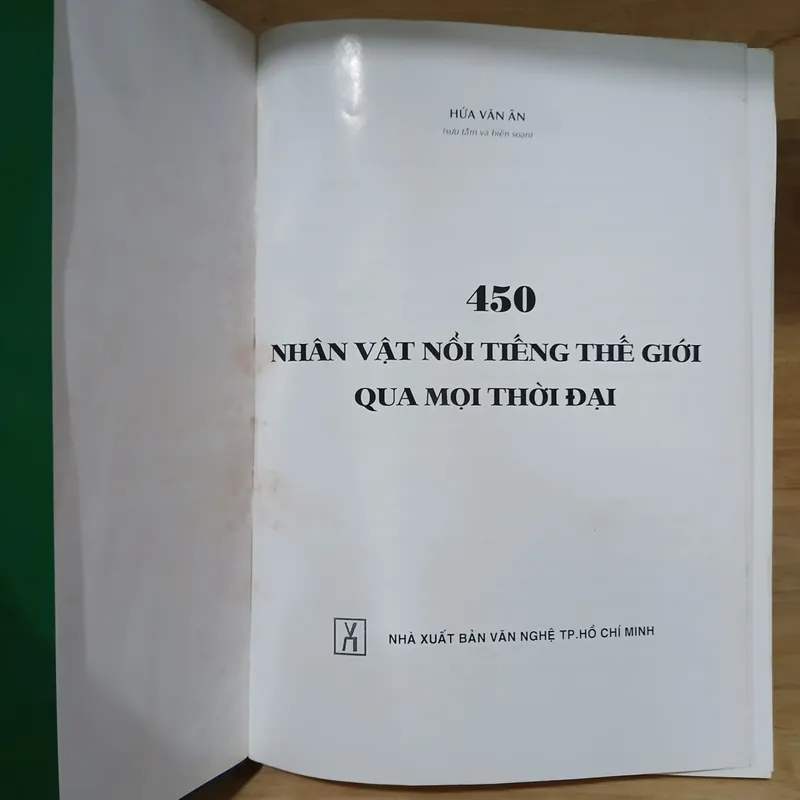 HỨA VĂN ÂN
(sưu tầm và biên soạn)
450
NHÂN VẬT NỔI TIẾNG THẾ GIỚI
QUA MỌI THỜI ĐẠI
NHÀ XUẤT BẢN VĂN NGHỆ TP.HỒ CHÍ MINH